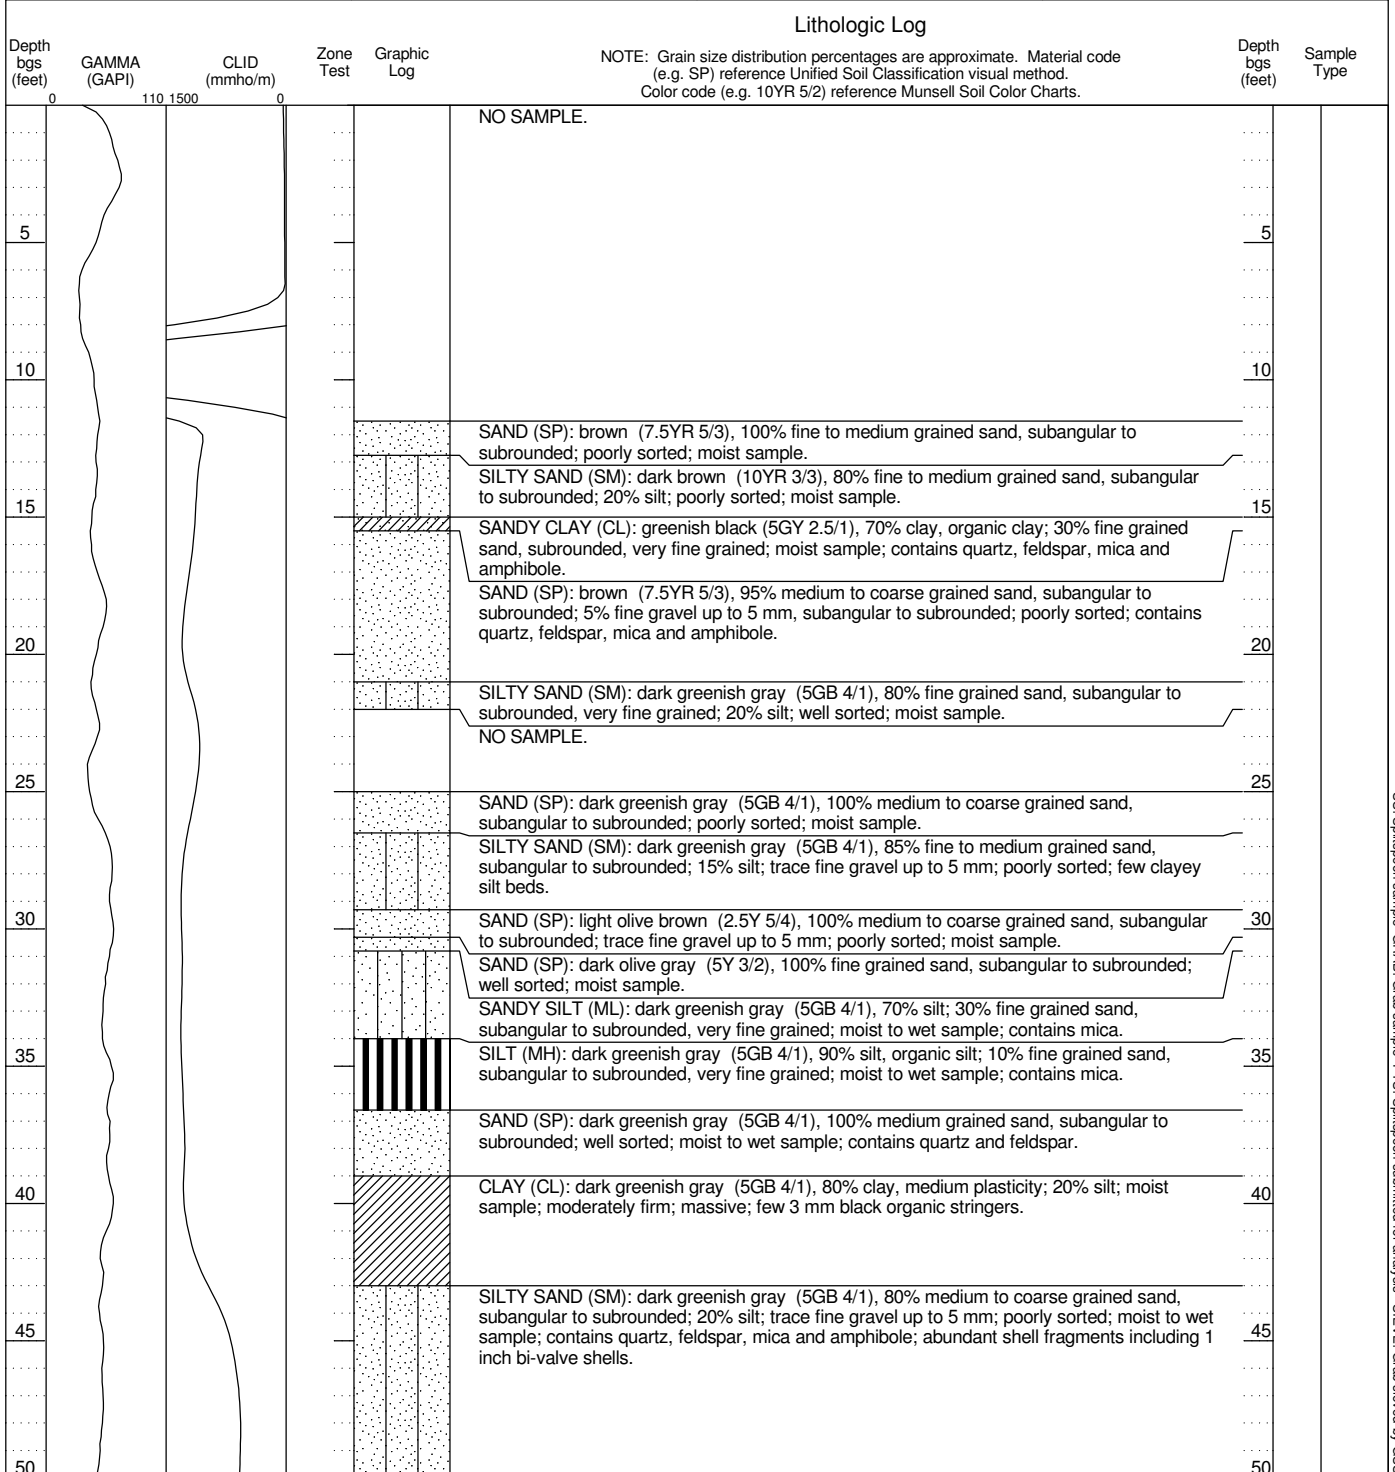 Lithologic Log
Depth
bgs
(feet)
GAMMA
(GAPI)
CLID
(mmho/m)
Zone
Test
Graphic
Log
NOTE: Grain size distribution percentages are approximate. Material code
(e.g. SP) reference Unified Soil Classification visual method.
Color code (e.g. 10YR 5/2) reference Munsell Soil Color Charts.
Depth
bgs
(feet)
Sample
Type
0
110
1500
0
NO SAMPLE.
5
5
10
10
SAND (SP): brown (7.5YR 5/3), 100% fine to medium grained sand, subangular to
subrounded; poorly sorted; moist sample.
SILTY SAND (SM): dark brown (10YR 3/3), 80% fine to medium grained sand, subangular
to subrounded; 20% silt; poorly sorted; moist sample.
15
15
SANDY CLAY (CL): greenish black (5GY 2.5/1), 70% clay, organic clay; 30% fine grained
sand, subrounded, very fine grained; moist sample; contains quartz, feldspar, mica and
amphibole.
SAND (SP): brown (7.5YR 5/3), 95% medium to coarse grained sand, subangular to
subrounded; 5% fine gravel up to 5 mm, subangular to subrounded; poorly sorted; contains
quartz, feldspar, mica and amphibole.
20
20
SILTY SAND (SM): dark greenish gray (5GB 4/1), 80% fine grained sand, subangular to
subrounded, very fine grained; 20% silt; well sorted; moist sample.
NO SAMPLE.
25
25
SAND (SP): dark greenish gray (5GB 4/1), 100% medium to coarse grained sand,
subangular to subrounded; poorly sorted; moist sample.
SILTY SAND (SM): dark greenish gray (5GB 4/1), 85% fine to medium grained sand,
subangular to subrounded; 15% silt; trace fine gravel up to 5 mm; poorly sorted; few clayey
silt beds.
30
30
SAND (SP): light olive brown (2.5Y 5/4), 100% medium to coarse grained sand, subangular
to subrounded; trace fine gravel up to 5 mm; poorly sorted; moist sample.
SAND (SP): dark olive gray (5Y 3/2), 100% fine grained sand, subangular to subrounded;
well sorted; moist sample.
SANDY SILT (ML): dark greenish gray (5GB 4/1), 70% silt; 30% fine grained sand,
subangular to subrounded, very fine grained; moist to wet sample; contains mica.
35
35
SILT (MH): dark greenish gray (5GB 4/1), 90% silt, organic silt; 10% fine grained sand,
subangular to subrounded, very fine grained; moist to wet sample; contains mica.
SAND (SP): dark greenish gray (5GB 4/1), 100% medium grained sand, subangular to
subrounded; well sorted; moist to wet sample; contains quartz and feldspar.
40
40
CLAY (CL): dark greenish gray (5GB 4/1), 80% clay, medium plasticity; 20% silt; moist
sample; moderately firm; massive; few 3 mm black organic stringers.
SILTY SAND (SM): dark greenish gray (5GB 4/1), 80% medium to coarse grained sand,
subangular to subrounded; 20% silt; trace fine gravel up to 5 mm; poorly sorted; moist to wet
sample; contains quartz, feldspar, mica and amphibole; abundant shell fragments including 1
inch bi-valve shells.
45
45
50
50